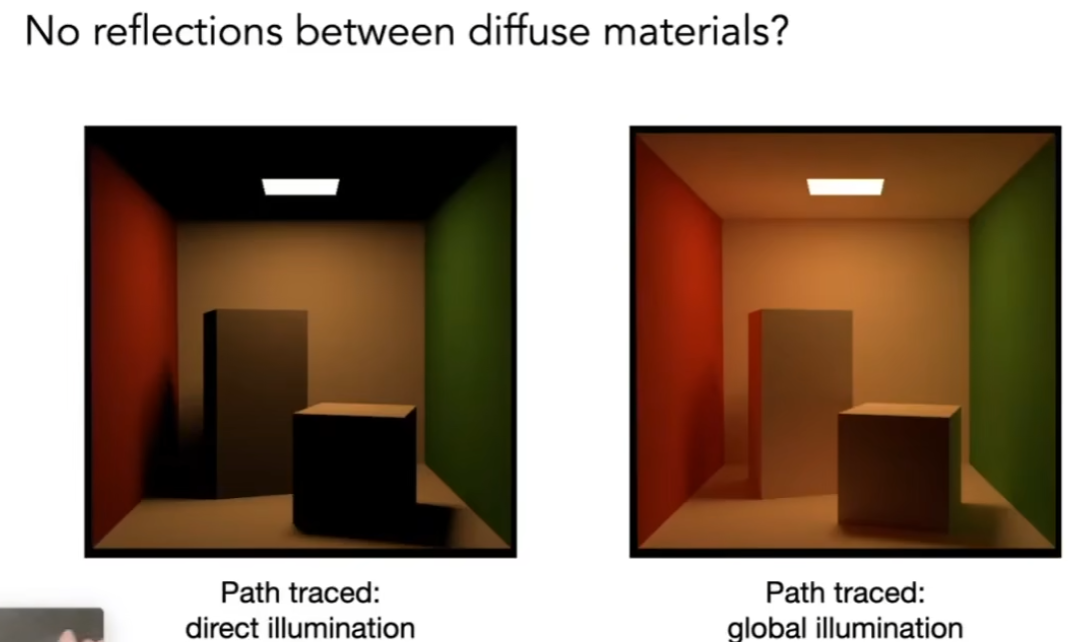 No reflections between diffuse materials?
Path traced:
direct illumination
Path traced:
global illumination